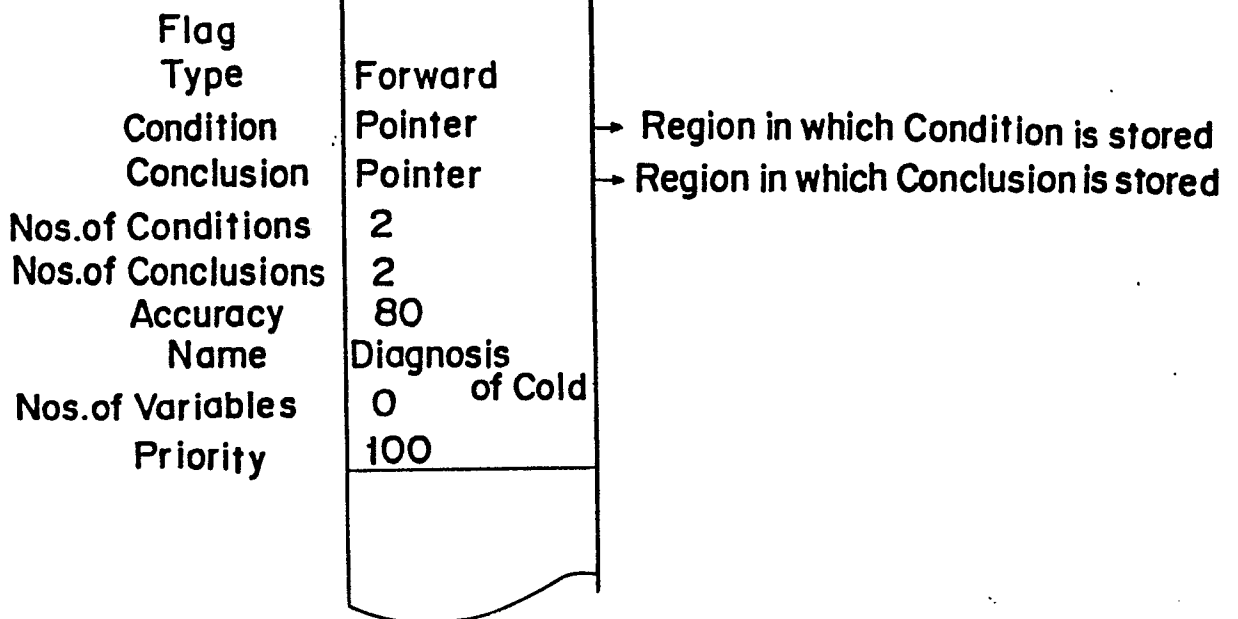 Flag
Type Forward
Condition Pointer → Region in which Condition is stored
Conclusion Pointer → Region in which Conclusion is stored
Nos.of Conditions 2
Nos.of Conclusions 2
Accuracy 80
Name Diagnosis
of Cold
Nos.of Variables 0
Priority 100